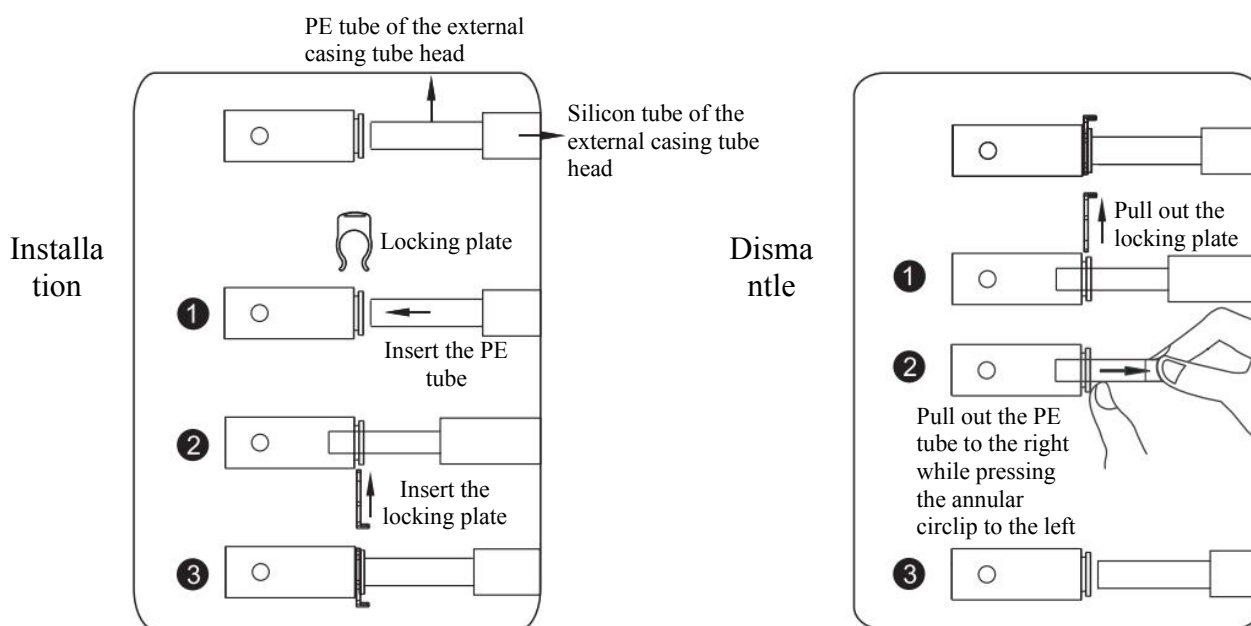 PE tube of the external
casing tube head
Silicon tube of the
external casing tube
head
Installa
tion
Locking plate
1
Insert the PE
tube
2
Insert the
locking plate
3
Disma
ntle
Pull out the
locking plate
1
2
Pull out the PE
tube to the right
while pressing
the annular
circlip to the left
3